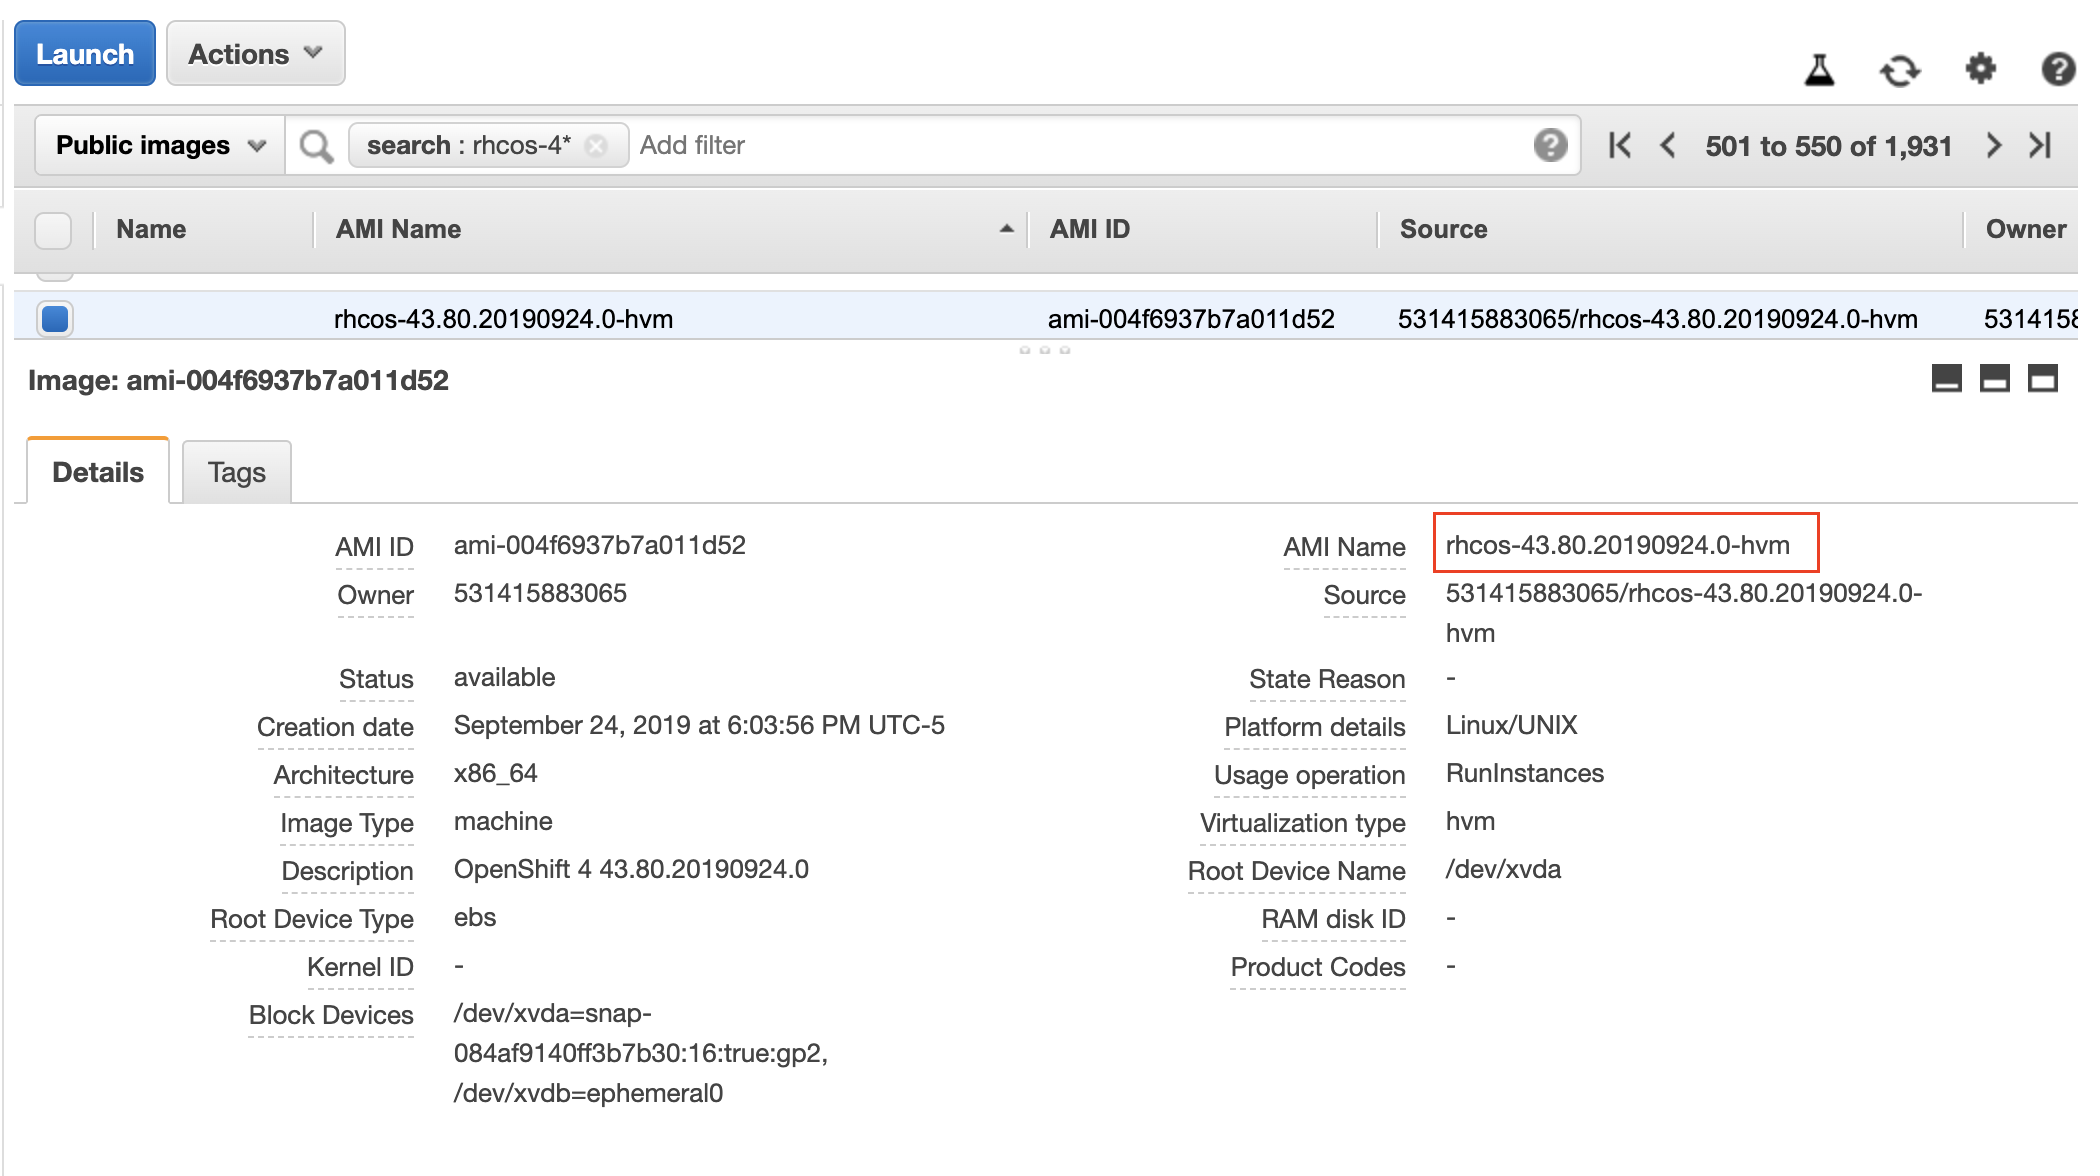 Launch Actions
Public images search : rhcos-4* Add filter 501 to 550 of 1,931
Name AMI Name AMI ID Source Owner
rhcos-43.80.20190924.0-hvm ami-004f6937b7a011d52 531415883065/rhcos-43.80.20190924.0-hvm 5314158
Image: ami-004f6937b7a011d52
Details Tags
AMI ID ami-004f6937b7a011d52 AMI Name rhcos-43.80.20190924.0-hvm
Owner 531415883065 Source 531415883065/rhcos-43.80.20190924.0-
hvm
Status available State Reason -
Creation date September 24, 2019 at 6:03:56 PM UTC-5 Platform details Linux/UNIX
Architecture x86_64 Usage operation RunInstances
Image Type machine Virtualization type hvm
Description OpenShift 4 43.80.20190924.0 Root Device Name /dev/xvda
Root Device Type ebs RAM disk ID -
Kernel ID - Product Codes -
Block Devices /dev/xvda=snap-
084af9140ff3b7b30:16:true:gp2,
/dev/xvdb=ephemeral0